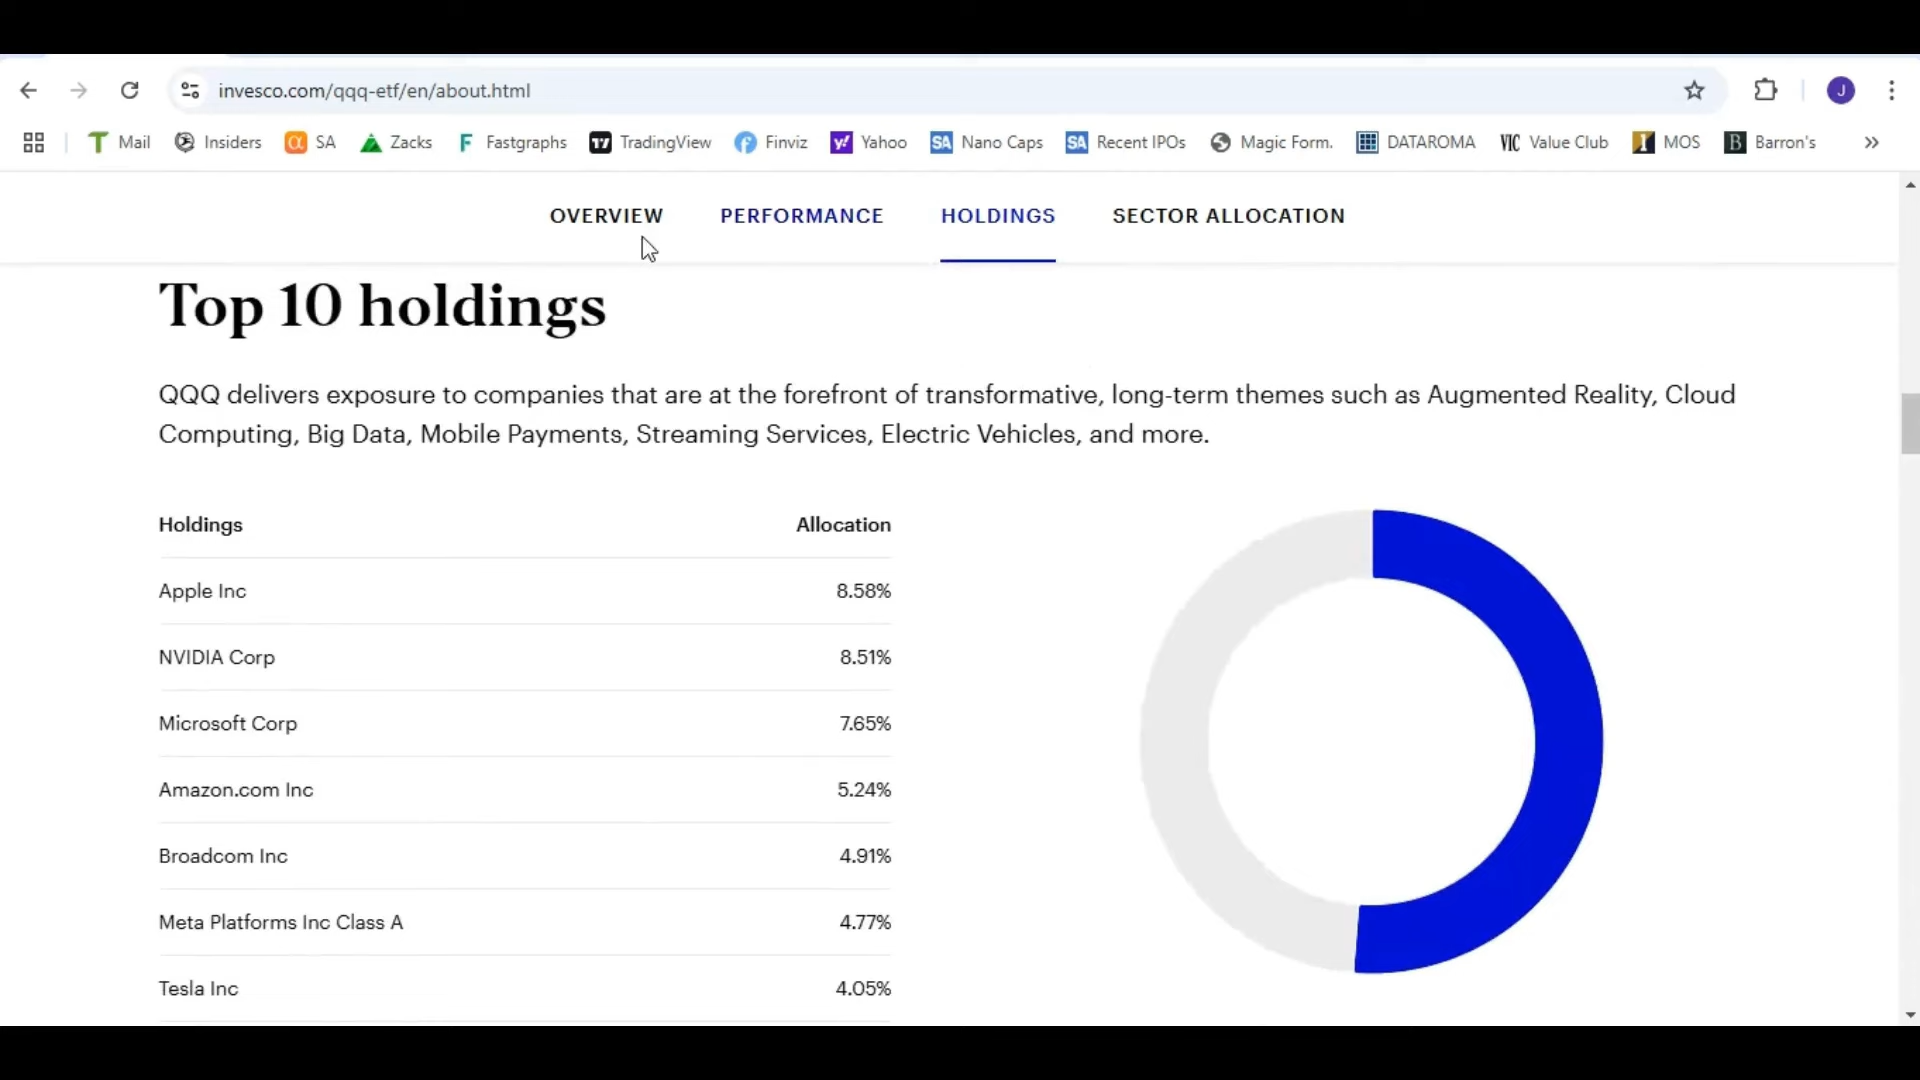 invesco.com/qqq-etf/en/about.html
J
Mail Insiders SA Zacks Fastgraphs TradingView Finviz Yahoo Nano Caps Recent IPOs Magic Form. DATAROMA Value Club MOS Barron's
OVERVIEW PERFORMANCE HOLDINGS SECTOR ALLOCATION
Top 10 holdings
QQQ delivers exposure to companies that are at the forefront of transformative, long-term themes such as Augmented Reality, Cloud
Computing, Big Data, Mobile Payments, Streaming Services, Electric Vehicles, and more.
Holdings Allocation
Apple Inc 8.58%
NVIDIA Corp 8.51%
Microsoft Corp 7.65%
Amazon.com Inc 5.24%
Broadcom Inc 4.91%
Meta Platforms Inc Class A 4.77%
Tesla Inc 4.05%